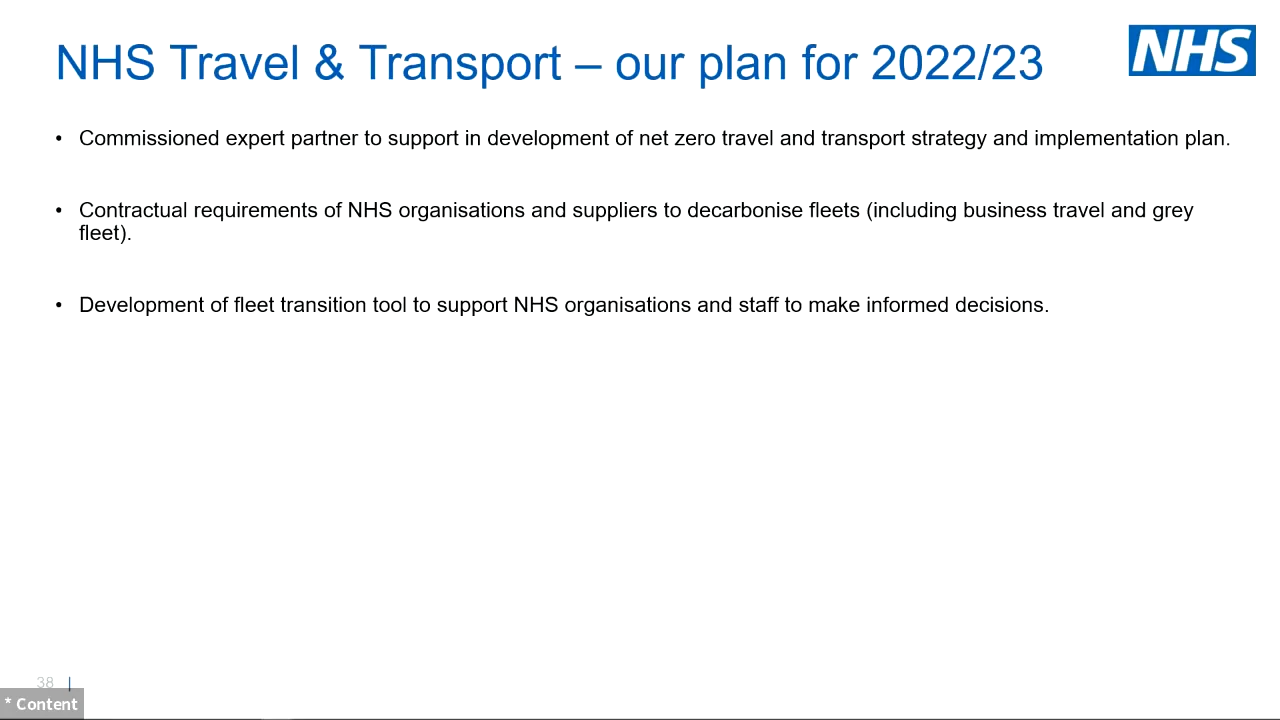 NHS Travel & Transport – our plan for 2022/23
NHS
• Commissioned expert partner to support in development of net zero travel and transport strategy and implementation plan.
• Contractual requirements of NHS organisations and suppliers to decarbonise fleets (including business travel and grey
fleet).
• Development of fleet transition tool to support NHS organisations and staff to make informed decisions.
38 |
* Content